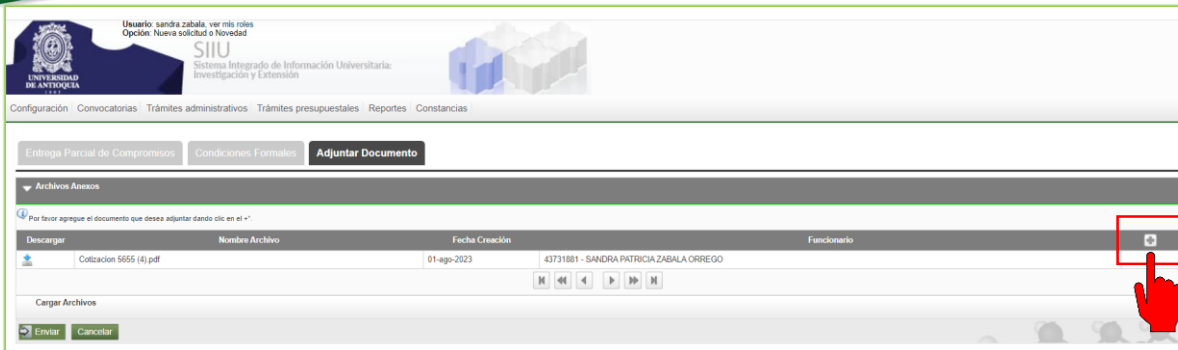 Usuario: sandra zabala, ver mis roles
Opción: Nueva solicitud o Novedad
SIIU
Sistema Integrado de Información Universitaria:
Investigación y Extensión
UNIVERSIDAD
DE ANTIOQUIA
1803
Configuración Convocatorias Trámites administrativos Trámites presupuestales Reportes Constancias
Entrega Parcial de Compromisos Condiciones Formales Adjuntar Documento
Archivos Anexos
Por favor agregue el documento que desea adjuntar dando clic en el +".
Descargar Nombre Archivo Fecha Creación Funcionario
Cotizacion 5655 (4).pdf 01-ago-2023 43731881 - SANDRA PATRICIA ZABALA ORREGO
Cargar Archivos
Enviar Cancelar